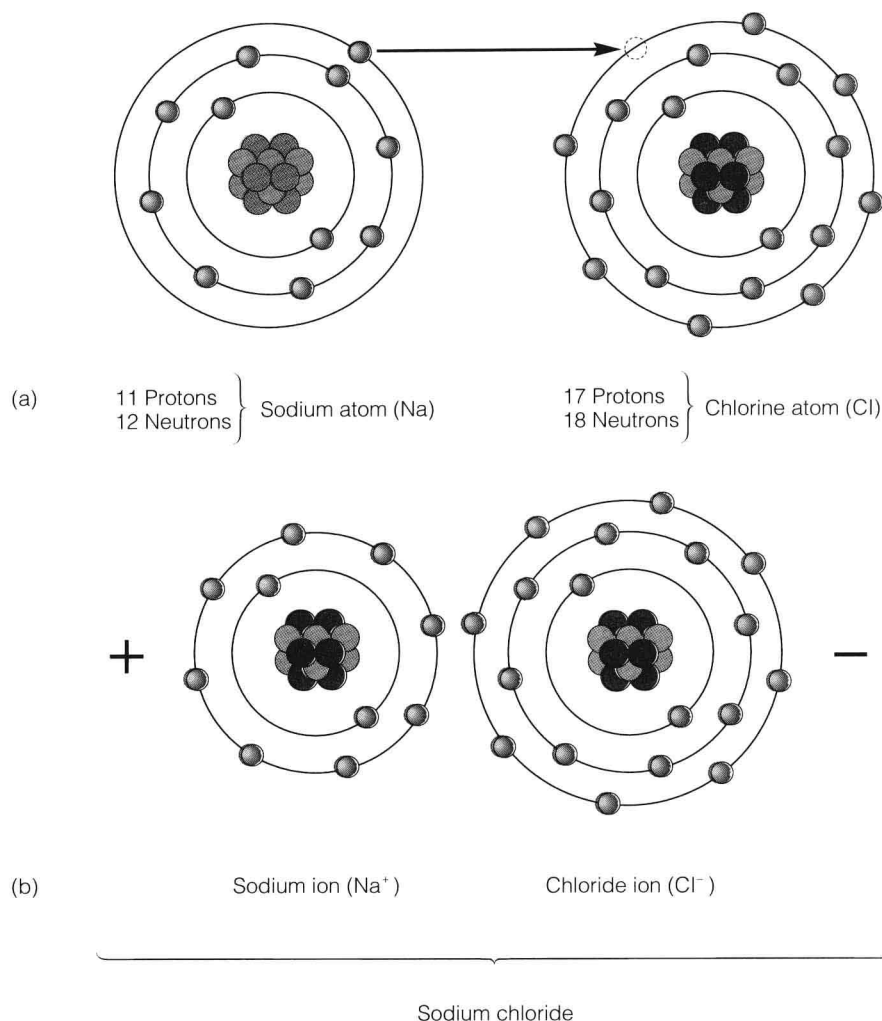 (a)
11 Protons
12 Neutrons
Sodium atom (Na)
17 Protons
18 Neutrons
Chlorine atom (Cl)
+
−
(b)
Sodium ion (Na⁺)
Chloride ion (Cl⁻)
Sodium chloride